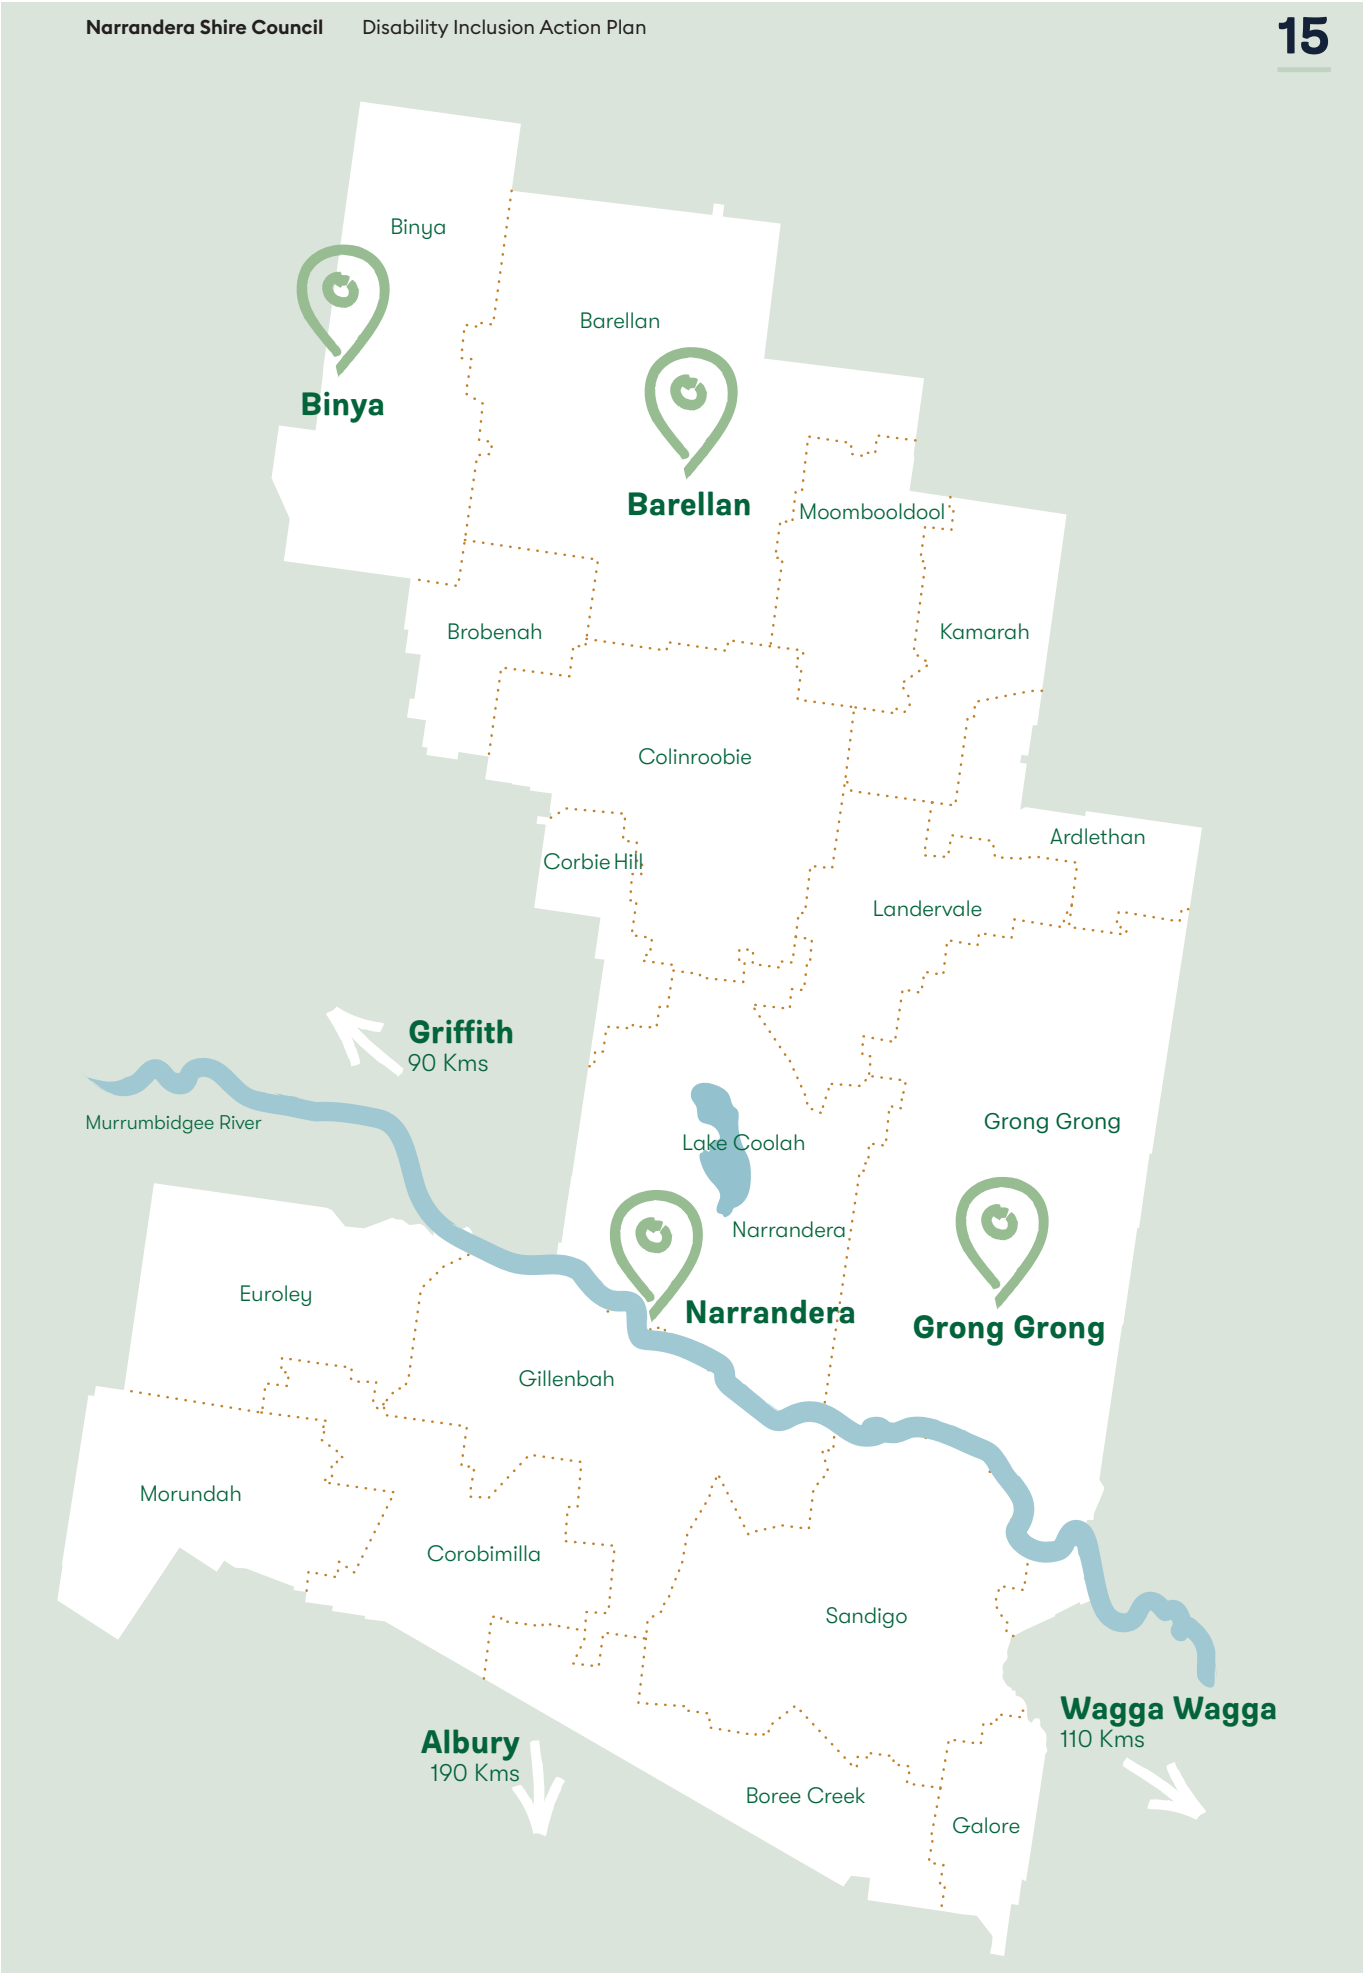 Narrandera Shire Council Disability Inclusion Action Plan
15
Binya
Binya
Barellan
Barellan
Moombooldool
Brobenah
Kamarah
Colinroobie
Ardlethan
Corbie Hill
Landervale
Griffith
90 Kms
Murrumbidgee River
Grong Grong
Lake Coolah
Narrandera
Euroley
Narrandera
Grong Grong
Gillenbah
Morundah
Corobimilla
Sandigo
Wagga Wagga
110 Kms
Albury
190 Kms
Boree Creek
Galore